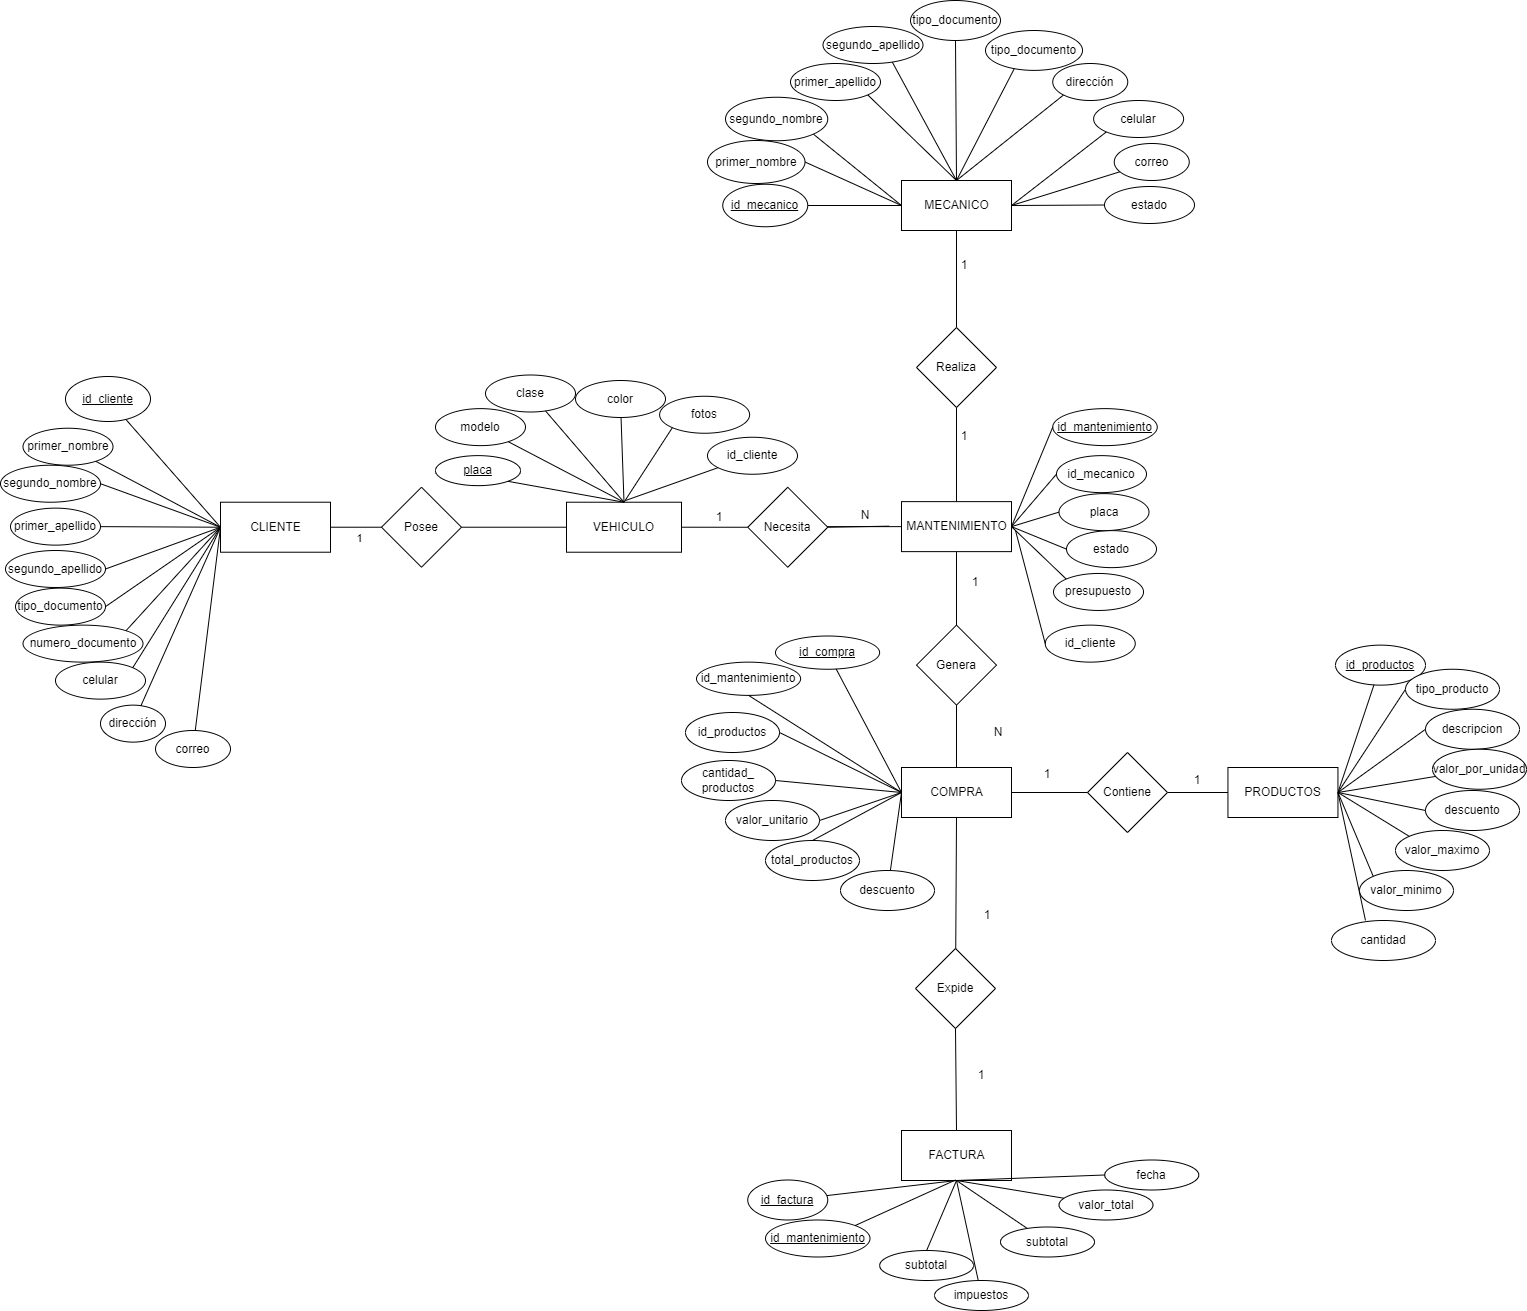 tipo_documento
segundo_apellido
tipo_documento
primer_apellido
dirección
segundo_nombre
celular
primer_nombre
correo
id_mecanico
MECANICO
estado
1
Realiza
1
id_cliente
clase
color
fotos
modelo
id_mantenimiento
primer_nombre
id_cliente
placa
id_mecanico
segundo_nombre
placa
primer_apellido
CLIENTE
1
Posee
VEHICULO
1
Necesita
N
MANTENIMIENTO
estado
segundo_apellido
1
presupuesto
tipo_documento
numero_documento
id_cliente
celular
dirección
correo
Genera
id_compra
id_mantenimiento
id_productos
N
cantidad_
productos
COMPRA
1
Contiene
1
PRODUCTOS
valor_unitario
total_productos
descuento
id_productos
tipo_producto
descripcion
valor_por_unidad
descuento
valor_maximo
valor_minimo
cantidad
1
Expide
1
FACTURA
fecha
id_factura
valor_total
id_mantenimiento
subtotal
subtotal
impuestos